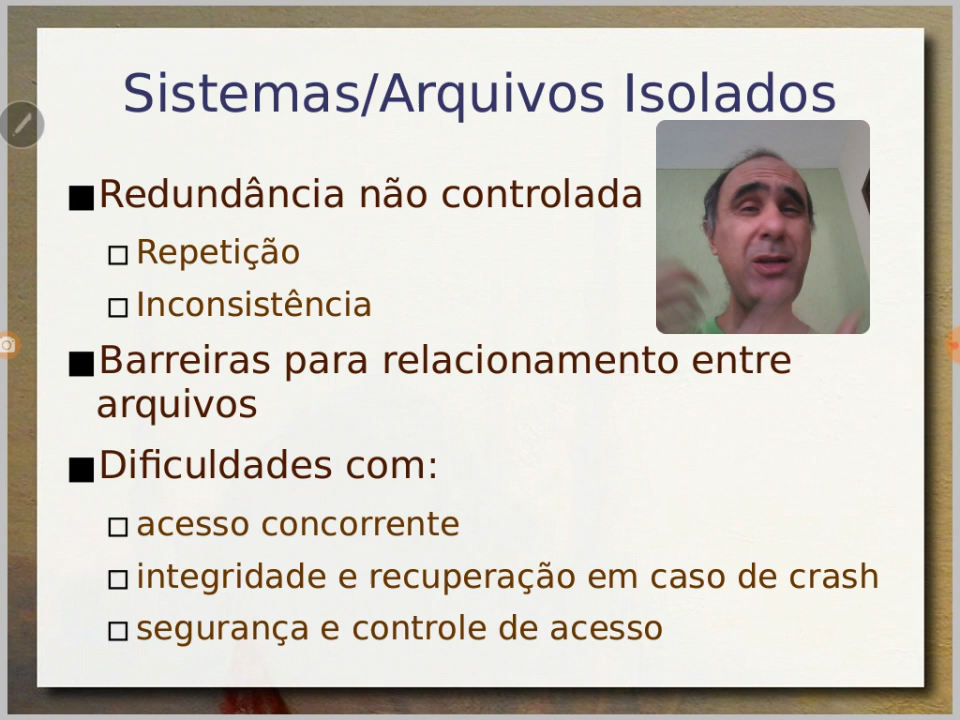 Sistemas/Arquivos Isolados
Redundância não controlada
Repetição
Inconsistência
Barreiras para relacionamento entre
arquivos
Dificuldades com:
acesso concorrente
integridade e recuperação em caso de crash
segurança e controle de acesso